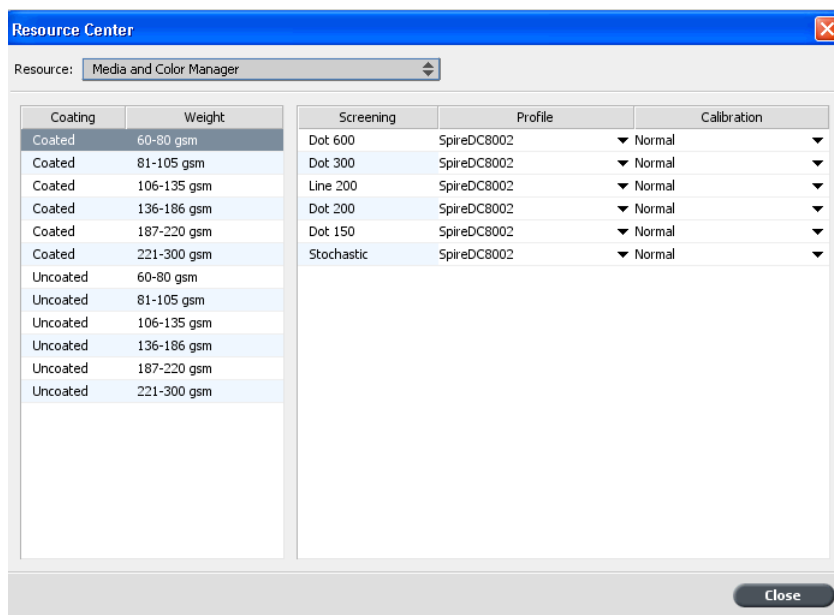 Resource Center
Resource: Media and Color Manager
Coating Weight Screening Profile Calibration
Coated 60-80 gsm Dot 600 SpireDC8002 Normal
Coated 81-105 gsm Dot 300 SpireDC8002 Normal
Coated 106-135 gsm Line 200 SpireDC8002 Normal
Coated 136-186 gsm Dot 200 SpireDC8002 Normal
Coated 187-220 gsm Dot 150 SpireDC8002 Normal
Coated 221-300 gsm Stochastic SpireDC8002 Normal
Uncoated 60-80 gsm
Uncoated 81-105 gsm
Uncoated 106-135 gsm
Uncoated 136-186 gsm
Uncoated 187-220 gsm
Uncoated 221-300 gsm
Close